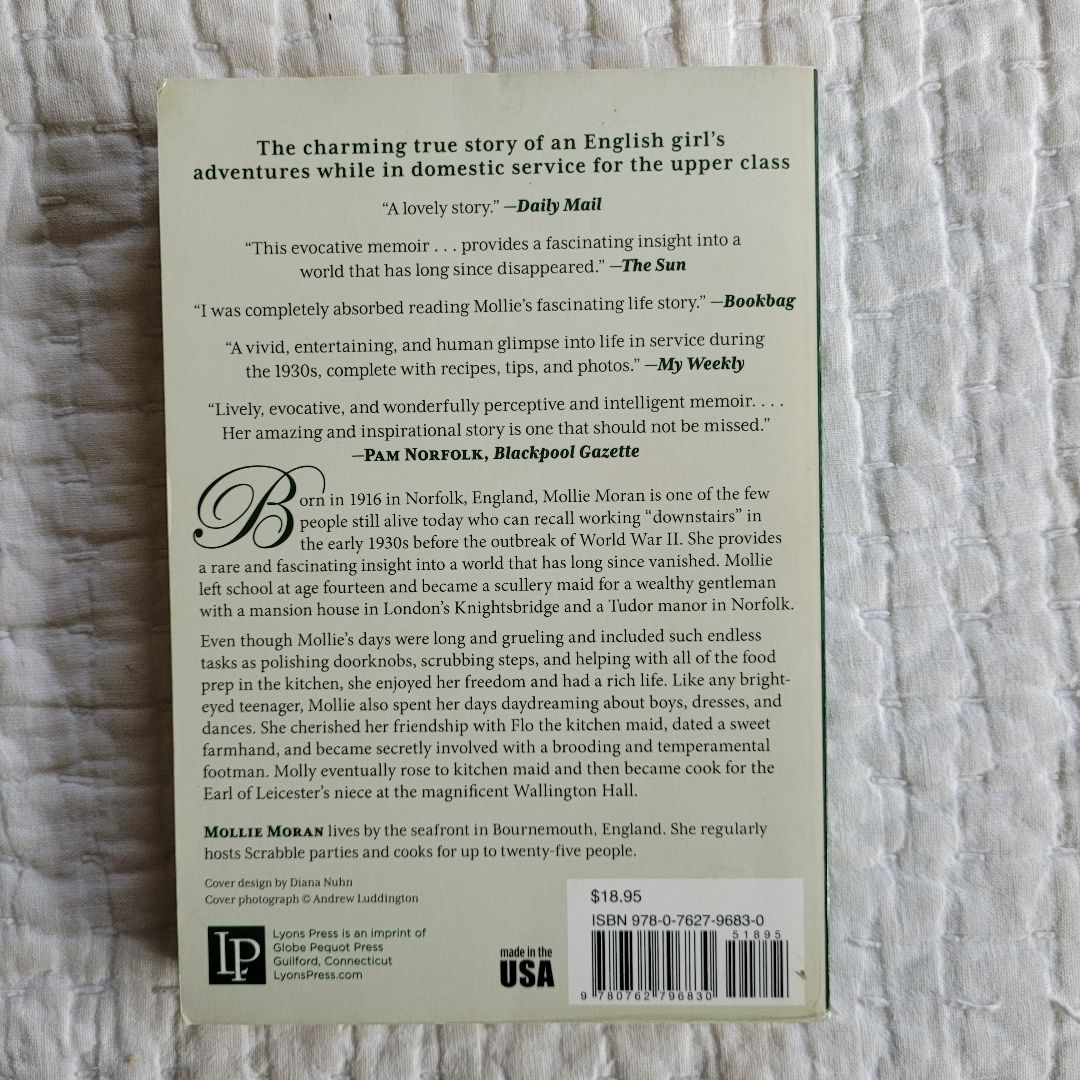 The charming true story of an English girl's
adventures while in domestic service for the upper class
“A lovely story.” —Daily Mail
“This evocative memoir . . . provides a fascinating insight into a
world that has long since disappeared.” —The Sun
“I was completely absorbed reading Mollie's fascinating life story.” —Bookbag
“A vivid, entertaining, and human glimpse into life in service during
the 1930s, complete with recipes, tips, and photos.” —My Weekly
“Lively, evocative, and wonderfully perceptive and intelligent memoir. . . .
Her amazing and inspirational story is one that should not be missed.”
—PAM NORFOLK, Blackpool Gazette
Born in 1916 in Norfolk, England, Mollie Moran is one of the few
people still alive today who can recall working “downstairs” in
the early 1930s before the outbreak of World War II. She provides
a rare and fascinating insight into a world that has long since vanished. Mollie
left school at age fourteen and became a scullery maid for a wealthy gentleman
with a mansion house in London's Knightsbridge and a Tudor manor in Norfolk.
Even though Mollie's days were long and grueling and included such endless
tasks as polishing doorknobs, scrubbing steps, and helping with all of the food
prep in the kitchen, she enjoyed her freedom and had a rich life. Like any bright-
eyed teenager, Mollie also spent her days daydreaming about boys, dresses, and
dances. She cherished her friendship with Flo the kitchen maid, dated a sweet
farmhand, and became secretly involved with a brooding and temperamental
footman. Molly eventually rose to kitchen maid and then became cook for the
Earl of Leicester's niece at the magnificent Wallington Hall.
MOLLIE MORAN lives by the seafront in Bournemouth, England. She regularly
hosts Scrabble parties and cooks for up to twenty-five people.
Cover design by Diana Nuhn
Cover photograph © Andrew Luddington
LP
Lyons Press is an imprint of
Globe Pequot Press
Guilford, Connecticut
LyonsPress.com
made in the
USA
$18.95
ISBN 978-0-7627-9683-0
51895
9 780762 796830